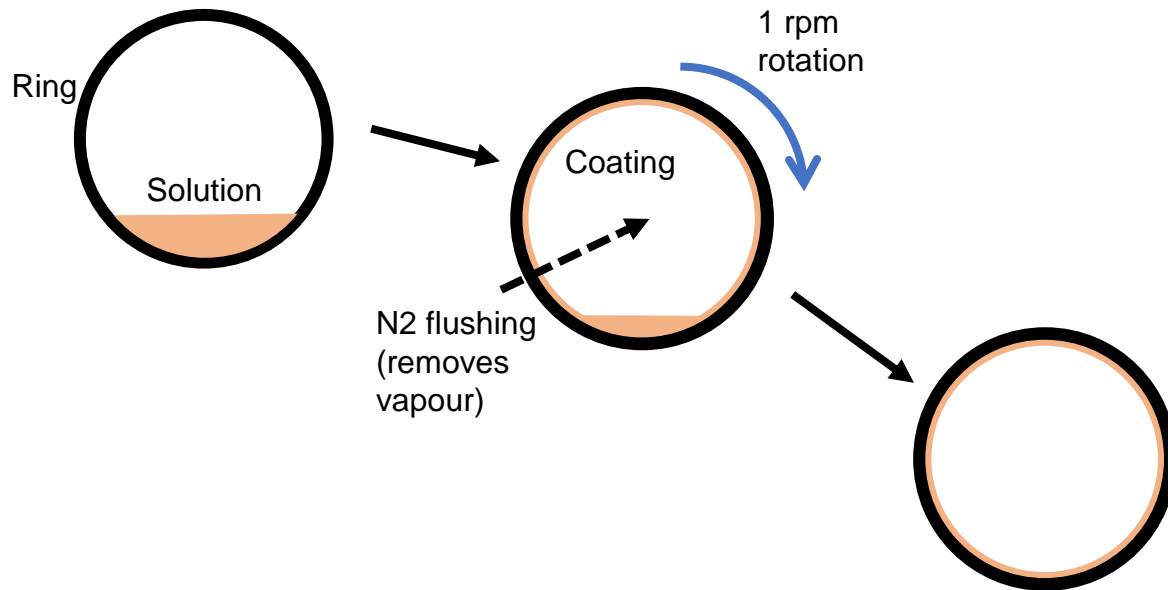 Ring
Solution
1 rpm
rotation
Coating
N2 flushing
(removes
vapour)